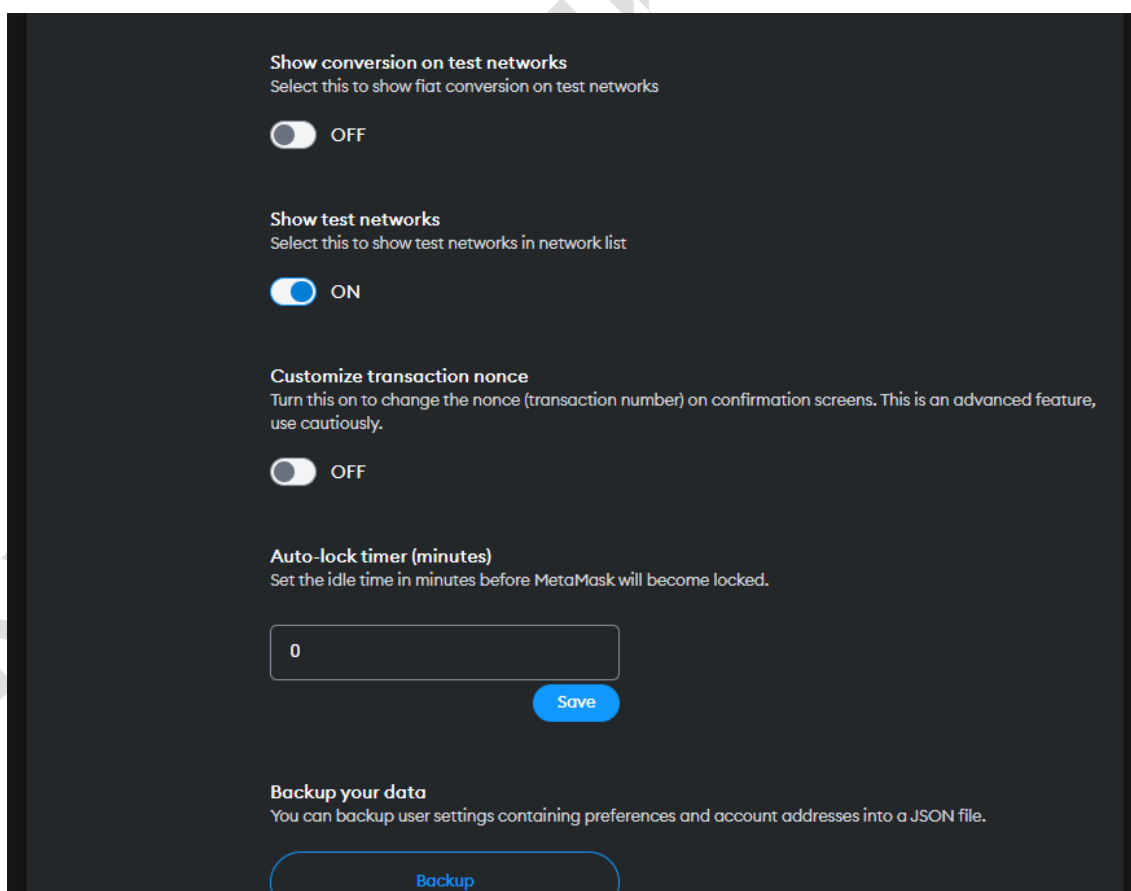 Show conversion on test networks
Select this to show fiat conversion on test networks
OFF
Show test networks
Select this to show test networks in network list
ON
Customize transaction nonce
Turn this on to change the nonce (transaction number) on confirmation screens. This is an advanced feature,
use cautiously.
OFF
Auto-lock timer (minutes)
Set the idle time in minutes before MetaMask will become locked.
0
Save
Backup your data
You can backup user settings containing preferences and account addresses into a JSON file.
Backup